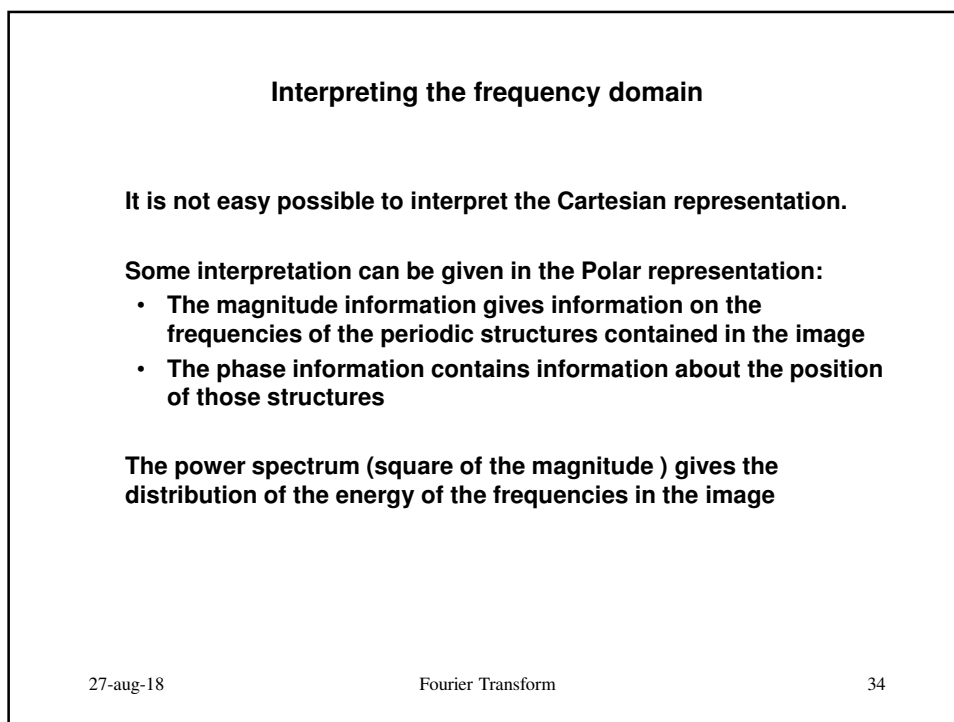 Interpreting the frequency domain
It is not easy possible to interpret the Cartesian representation.
Some interpretation can be given in the Polar representation:
• The magnitude information gives information on the
frequencies of the periodic structures contained in the image
• The phase information contains information about the position
of those structures
The power spectrum (square of the magnitude ) gives the
distribution of the energy of the frequencies in the image
27-aug-18 Fourier Transform 34